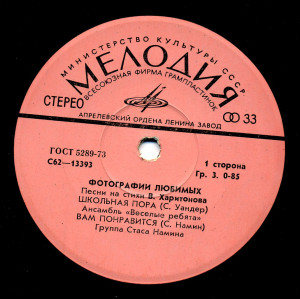 МИНИСТЕРСТВО КУЛЬТУРЫ СССР
МЕЛОДИЯ
ВСЕСОЮЗНАЯ ФИРМА ГРАМПЛАСТИНОК
СТЕРЕО
33
АПРЕЛЕВСКИЙ ОРДЕНА ЛЕНИНА ЗАВОД
ГОСТ 5289-73
С62—13393
1 сторона
Гр. 3. 0-85
ФОТОГРАФИИ ЛЮБИМЫХ
Песни на стихи В. Харитонова
ШКОЛЬНАЯ ПОРА (С. Уандер)
Ансамбль «Веселые ребята»
ВАМ ПОНРАВИТСЯ (С. Намин)
Группа Стаса Намина